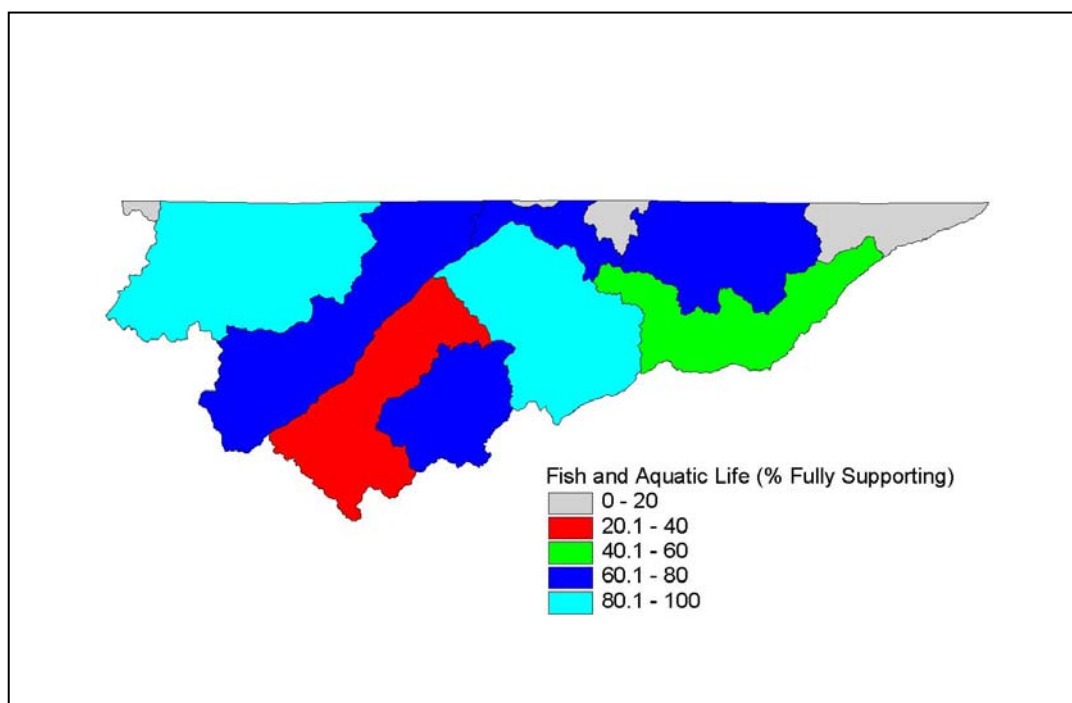 Fish and Aquatic Life (% Fully Supporting)
0 - 20
20.1 - 40
40.1 - 60
60.1 - 80
80.1 - 100